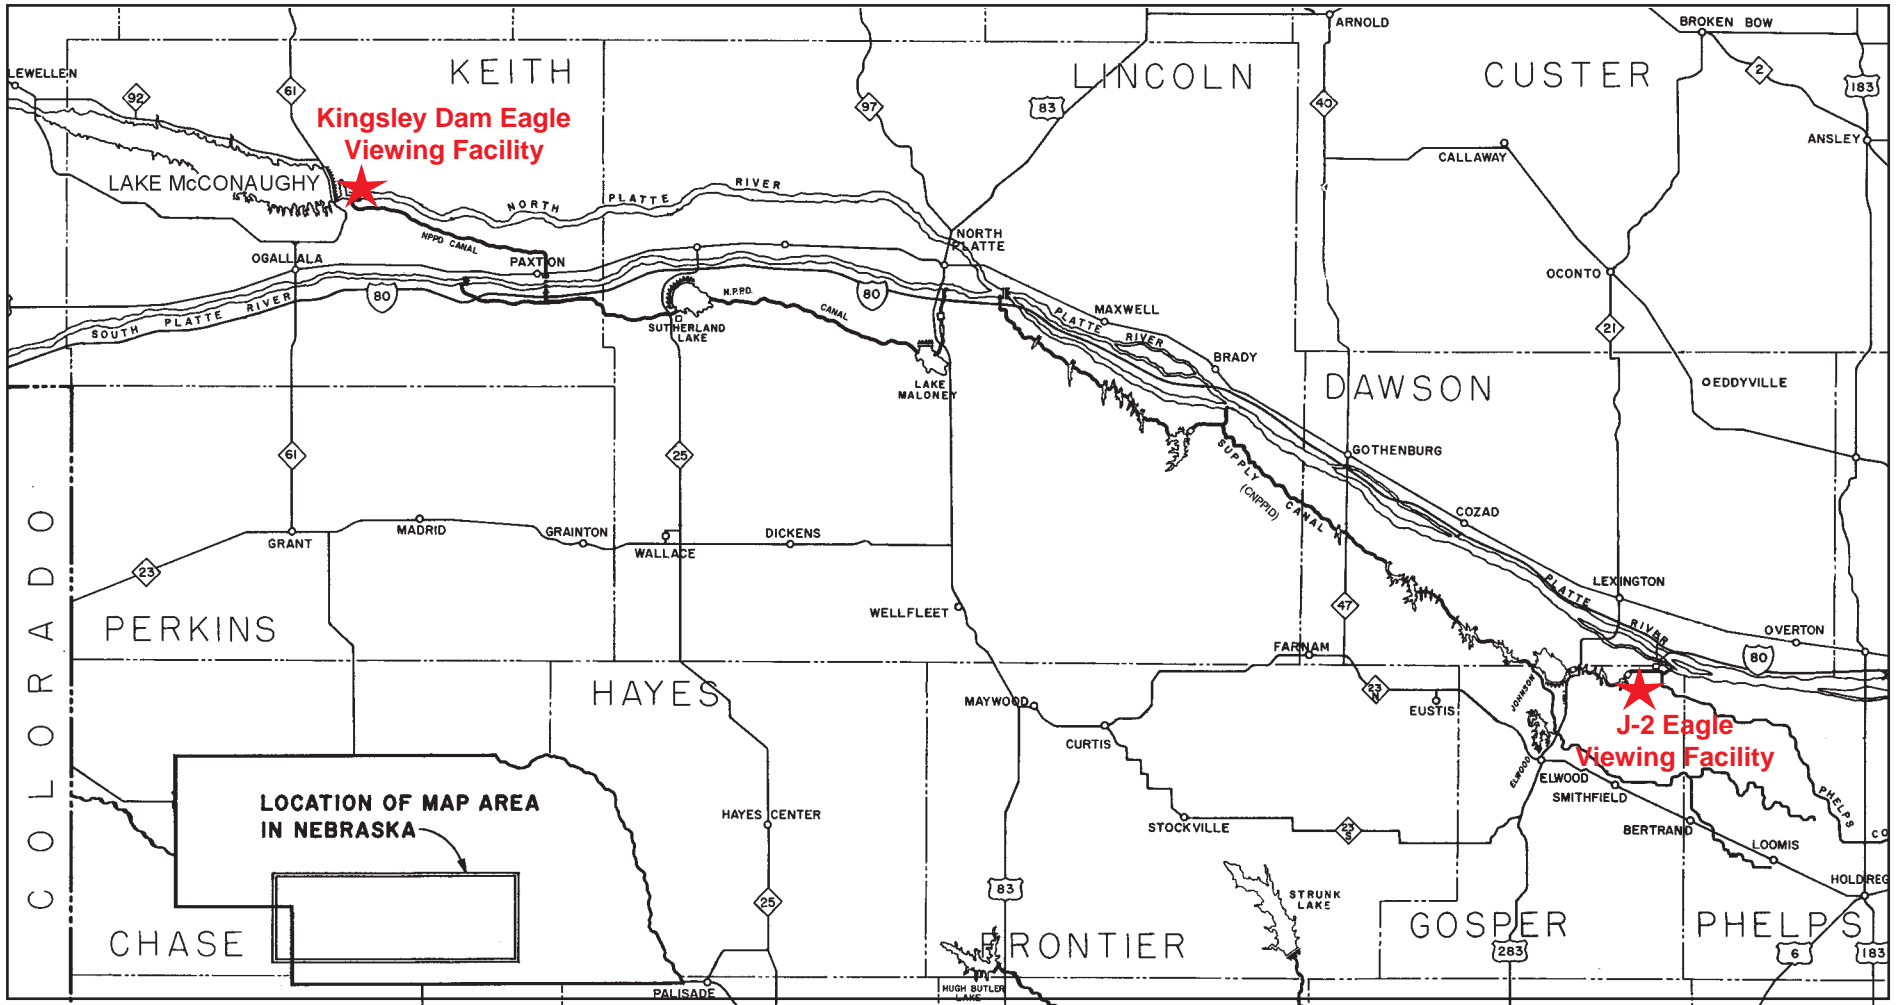 ARNOLD
BROKEN BOW
LEWELLEN
KEITH
LINCOLN
CUSTER
92
61
97
83
40
2
183
Kingsley Dam Eagle
Viewing Facility
ANSLEY
CALLAWAY
LAKE McCONAUGHY
NORTH PLATTE RIVER
NPPD CANAL
NORTH
PLATTE
OGALLALA
PAXTON
OCONTO
80
SOUTH PLATTE RIVER
N.P.P.D. CANAL
80
SUTHERLAND
LAKE
MAXWELL
PLATTE RIVER
BRADY
21
LAKE
MALONEY
DAWSON
EDDYVILLE
61
25
GOTHENBURG
SUPPLY CANAL
(CNPPID)
COZAD
COLORADO
GRANT
MADRID
GRAINTON
WALLACE
DICKENS
23
PERKINS
WELLFLEET
47
PLATTE RIVER
LEXINGTON
OVERTON
80
FARNAM
HAYES
MAYWOOD
CURTIS
23
N
EUSTIS
JOHNSON
J-2 Eagle
Viewing Facility
ELWOOD
ELWOOD
SMITHFIELD
BERTRAND
LOOMIS
PHELPS
CO
LOCATION OF MAP AREA
IN NEBRASKA
HAYES CENTER
STOCKVILLE
23
S
HOLDREG
83
25
STRUNK
LAKE
CHASE
FRONTIER
GOSPER
PHELPS
283
6
183
PALISADE
HUGH BUTLER
LAKE